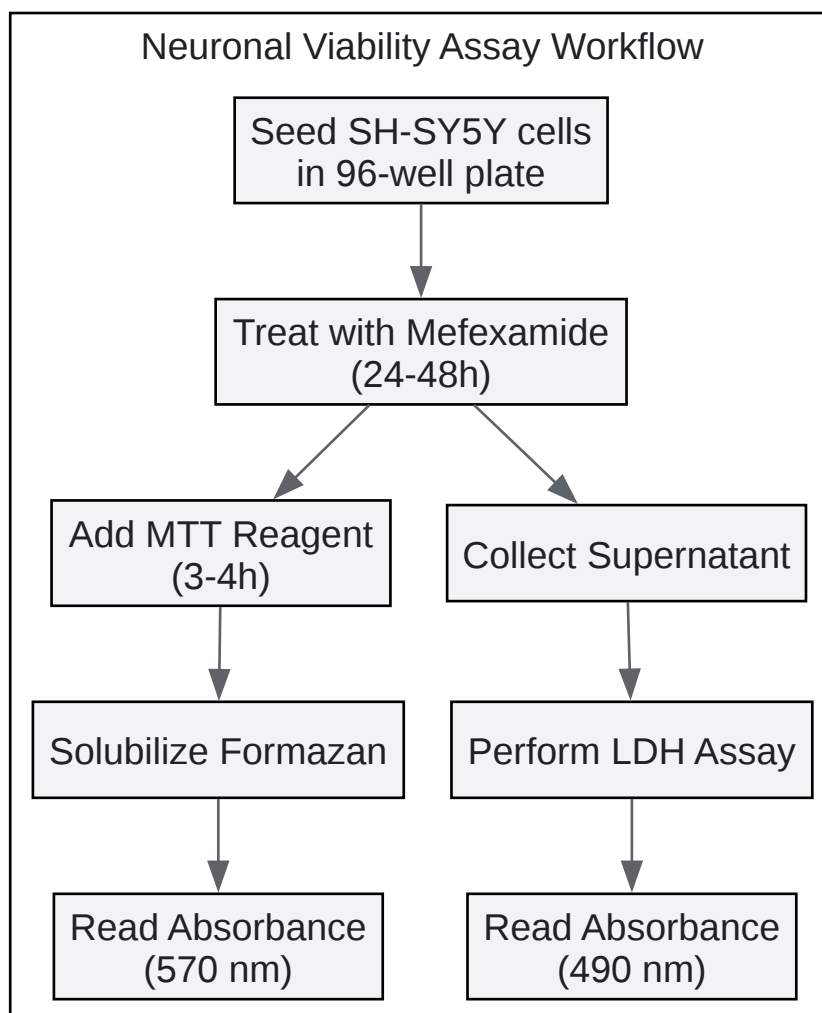 Neuronal Viability Assay Workflow
Seed SH-SY5Y cells
in 96-well plate
Treat with Mefexamide
(24-48h)
Add MTT Reagent
(3-4h)
Collect Supernatant
Solubilize Formazan
Perform LDH Assay
Read Absorbance
(570 nm)
Read Absorbance
(490 nm)